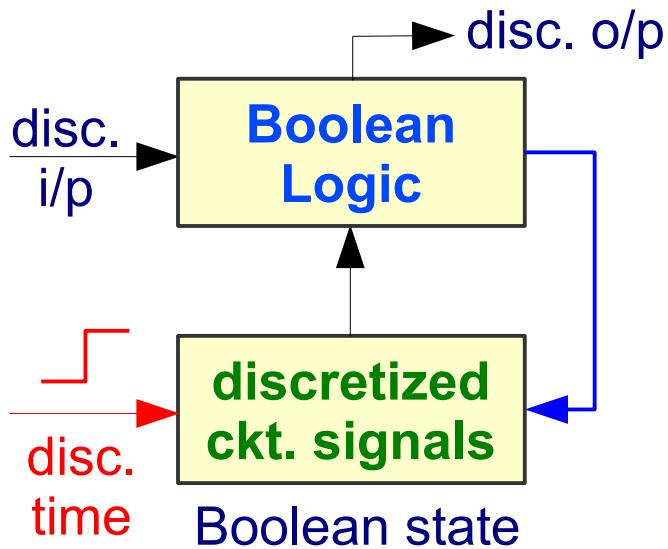 disc. o/p
Boolean
Logic
disc.
i/p
discretized
ckt. signals
disc.
time
Boolean state